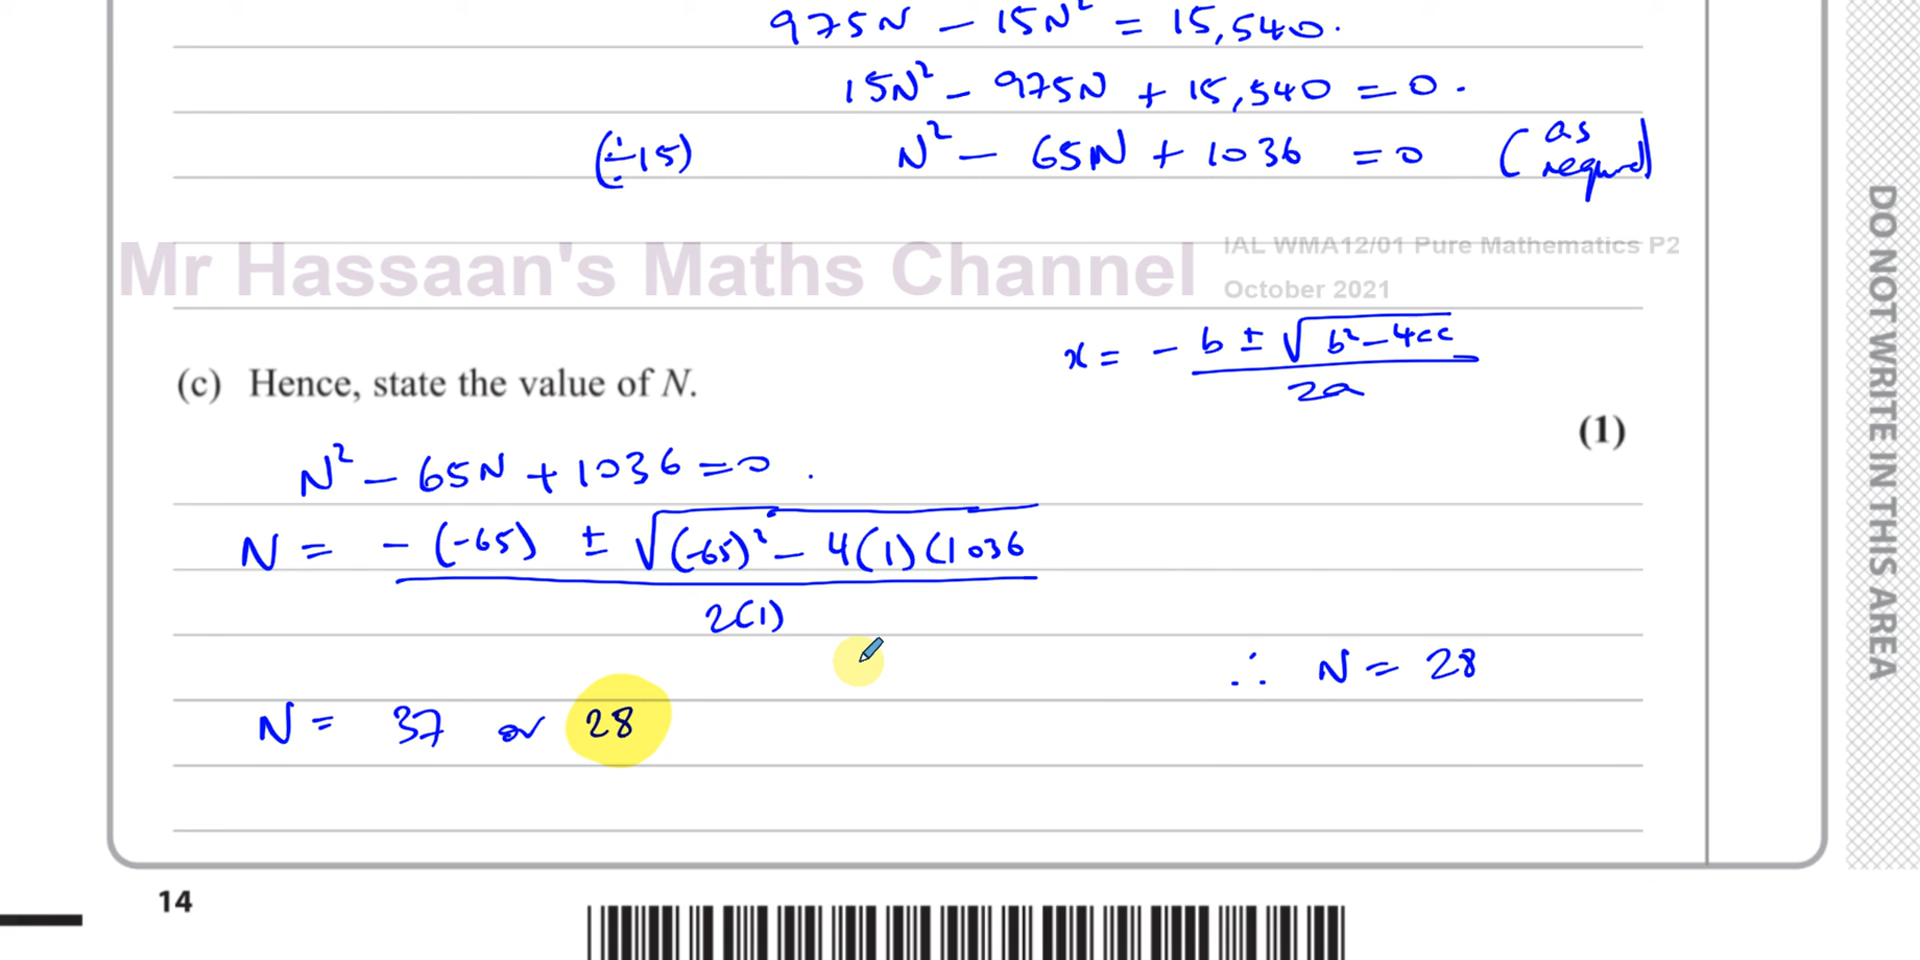 975N − 15N² = 15,540.
15N² − 975N + 15,540 = 0.
(÷15) N² − 65N + 1036 = 0 (as required)
Mr Hassaan's Maths Channel
IAL WMA12/01 Pure Mathematics P2
October 2021
x = −b ± √(b²−4ac) / 2a
(c) Hence, state the value of N.
(1)
N² − 65N + 1036 = 0.
N = −(−65) ± √(−65)² − 4(1)(1036
2(1)
∴ N = 28
N = 37 or 28
14
DO NOT WRITE IN THIS AREA